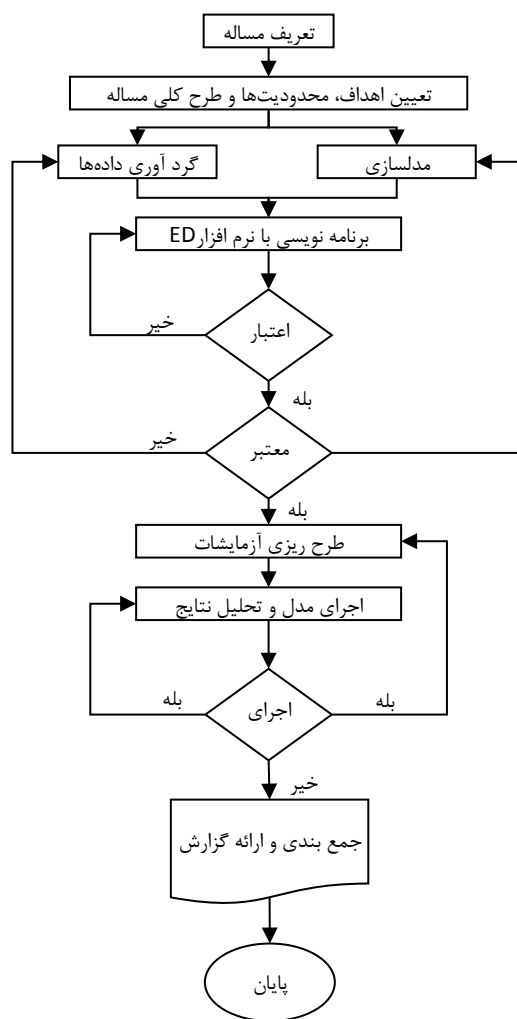 تعریف مساله
تعیین اهداف، محدودیت‌ها و طرح کلی مساله
مدلسازی
گرد آوری داده‌ها
برنامه نویسی با نرم افزارED
اعتبار
خیر
بله
معتبر
خیر
بله
طرح ریزی آزمایشات
اجرای مدل و تحلیل نتایج
اجرای
بله
بله
خیر
جمع بندی و ارائه گزارش
پایان